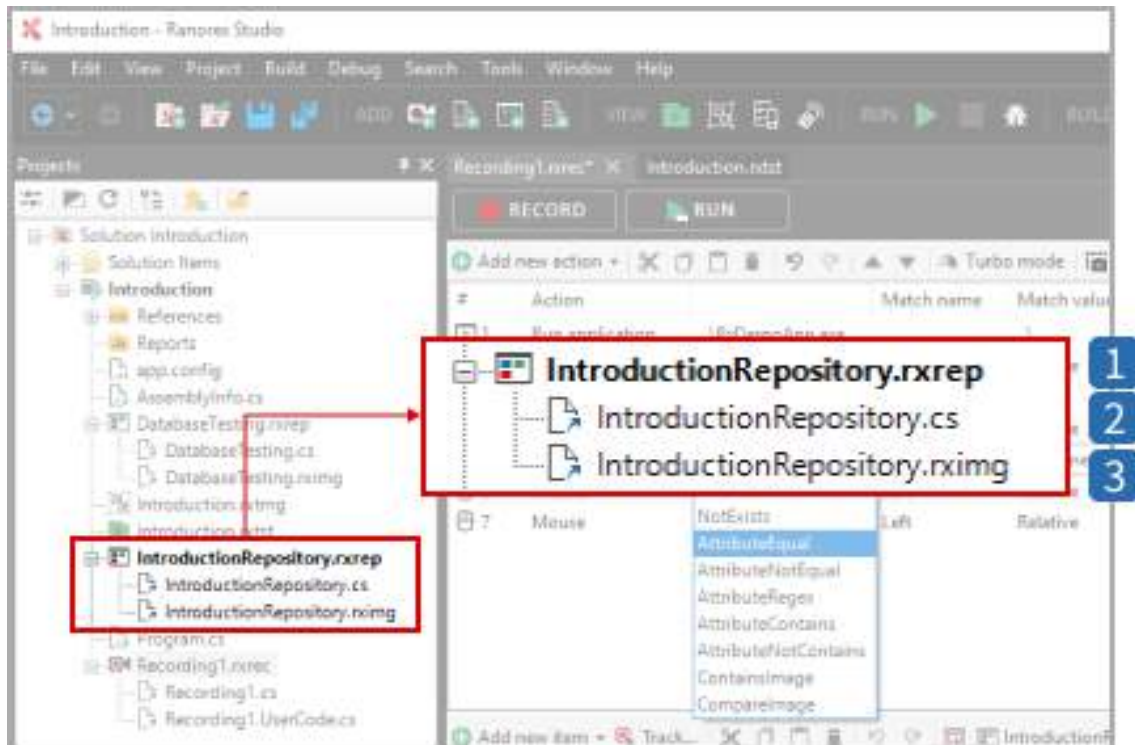 Introduction - Ranorex Studio
File Edit View Project Build Debug Search Tools Window Help
ADD VIEW RUN BUILD
Projects
Recording1.rxrec* Introduction.rxtst
RECORD RUN
Solution Introduction
Solution Items
Introduction
References
Reports
app.config
AssemblyInfo.cs
DatabaseTesting.rxrep
DatabaseTesting.cs
DatabaseTesting.rximg
Introduction.rxtmg
Introduction.rxtst
IntroductionRepository.rxrep
IntroductionRepository.cs
IntroductionRepository.rximg
Program.cs
Recording1.rxrec
Recording1.cs
Recording1.UserCode.cs
Add new action Turbo mode
# Action Match name Match value
1 Run application
IntroductionRepository.rxrep 1
IntroductionRepository.cs 2
IntroductionRepository.rximg 3
7 Mouse Left Relative
NotExists
AttributeEqual
AttributeNotEqual
AttributeRegex
AttributeContains
AttributeNotContains
ContainsImage
CompareImage
Add new item Track...